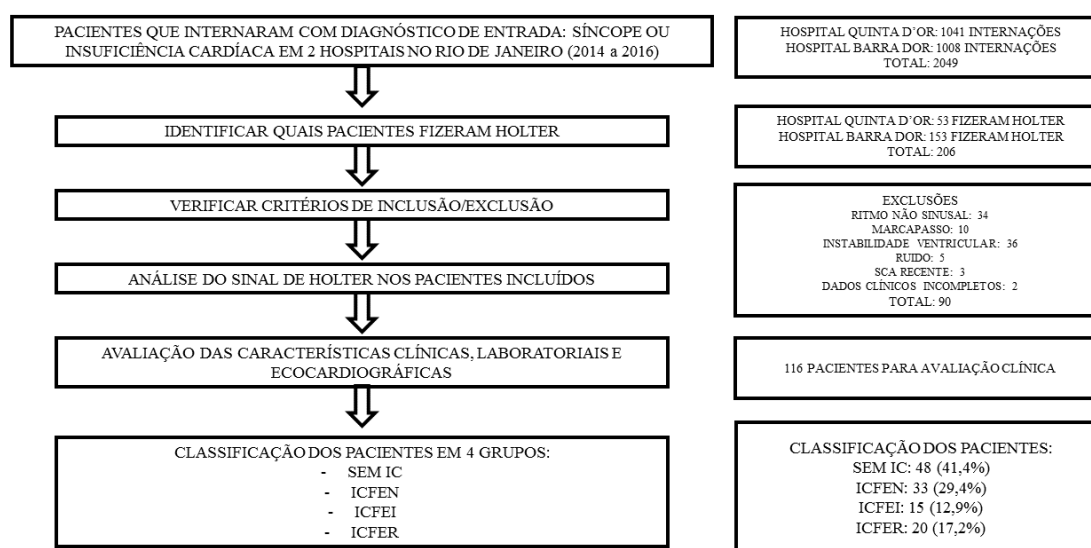 PACIENTES QUE INTERNARAM COM DIAGNÓSTICO DE ENTRADA: SÍNCOPE OU
INSUFICIÊNCIA CARDÍACA EM 2 HOSPITAIS NO RIO DE JANEIRO (2014 a 2016)
HOSPITAL QUINTA D'OR: 1041 INTERNAÇÕES
HOSPITAL BARRA DOR: 1008 INTERNAÇÕES
TOTAL: 2049
IDENTIFICAR QUAIS PACIENTES FIZERAM HOLTER
HOSPITAL QUINTA D'OR: 53 FIZERAM HOLTER
HOSPITAL BARRA DOR: 153 FIZERAM HOLTER
TOTAL: 206
VERIFICAR CRITÉRIOS DE INCLUSÃO/EXCLUSÃO
ANÁLISE DO SINAL DE HOLTER NOS PACIENTES INCLUÍDOS
EXCLUSÕES
RITMO NÃO SINUSAL: 34
MARCAPASSO: 10
INSTABILIDADE VENTRICULAR: 36
RUIDO: 5
SCA RECENTE: 3
DADOS CLÍNICOS INCOMPLETOS: 2
TOTAL: 90
AVALIAÇÃO DAS CARACTERÍSTICAS CLÍNICAS, LABORATORIAIS E
ECOCARDIOGRÁFICAS
116 PACIENTES PARA AVALIAÇÃO CLÍNICA
CLASSIFICAÇÃO DOS PACIENTES EM 4 GRUPOS:
- SEM IC
- ICFEN
- ICFEI
- ICFER
CLASSIFICAÇÃO DOS PACIENTES:
SEM IC: 48 (41,4%)
ICFEN: 33 (29,4%)
ICFEI: 15 (12,9%)
ICFER: 20 (17,2%)